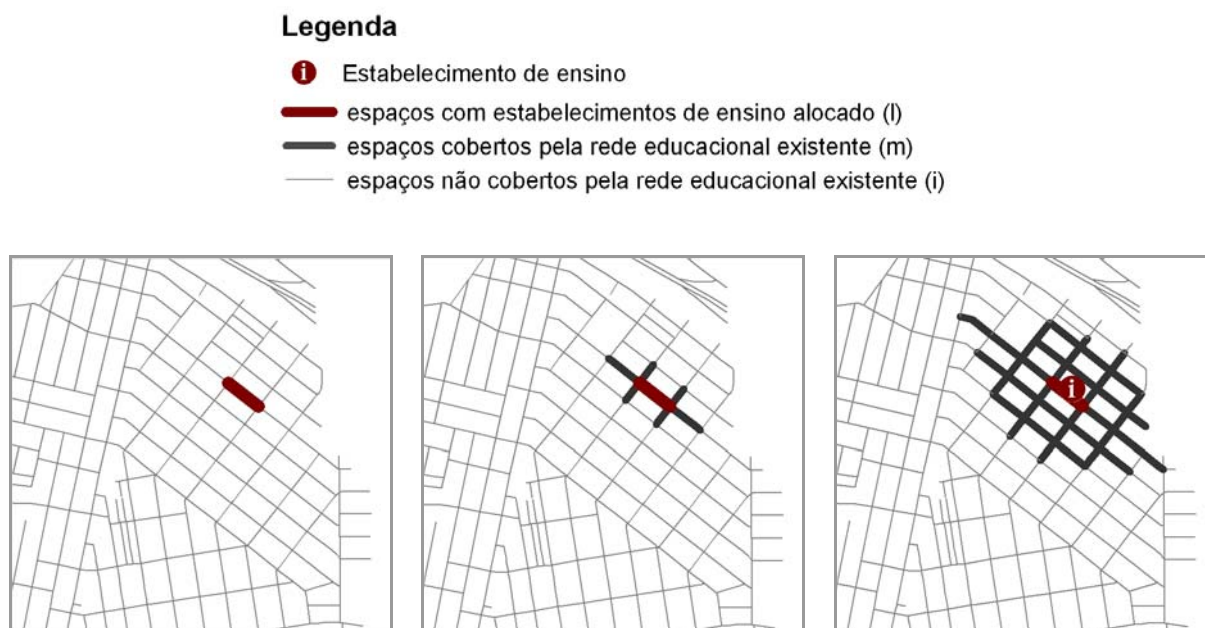 Legenda
i Estabelecimento de ensino
espaços com estabelecimentos de ensino alocado (l)
espaços cobertos pela rede educacional existente (m)
espaços não cobertos pela rede educacional existente (i)
i